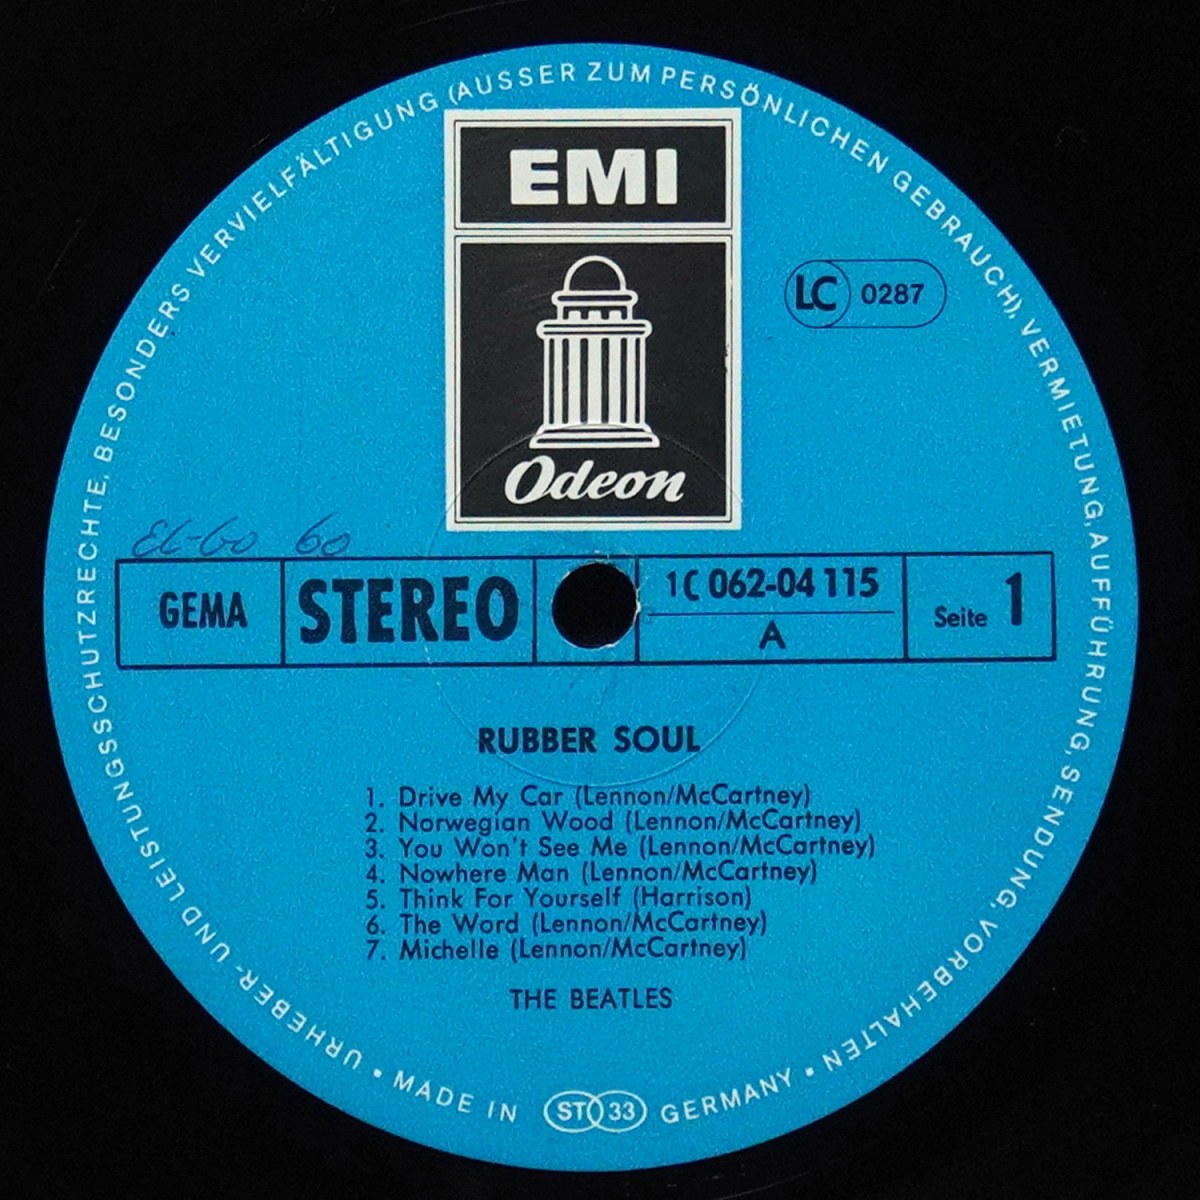 URHEBER- UND LEISTUNGSSCHUTZRECHTE, BESONDERS VERVIELFÄLTIGUNG (AUSSER ZUM PERSÖNLICHEN GEBRAUCH), VERMIETUNG, AUFFÜHRUNG, SENDUNG, VORBEHALTEN •
EMI
Odeon
LC 0287
60
GEMA
STEREO
1C 062-04 115
A
Seite 1
RUBBER SOUL
1. Drive My Car (Lennon/McCartney)
2. Norwegian Wood (Lennon/McCartney)
3. You Won't See Me (Lennon/McCartney)
4. Nowhere Man (Lennon/McCartney)
5. Think For Yourself (Harrison)
6. The Word (Lennon/McCartney)
7. Michelle (Lennon/McCartney)
THE BEATLES
• MADE IN ST 33 GERMANY